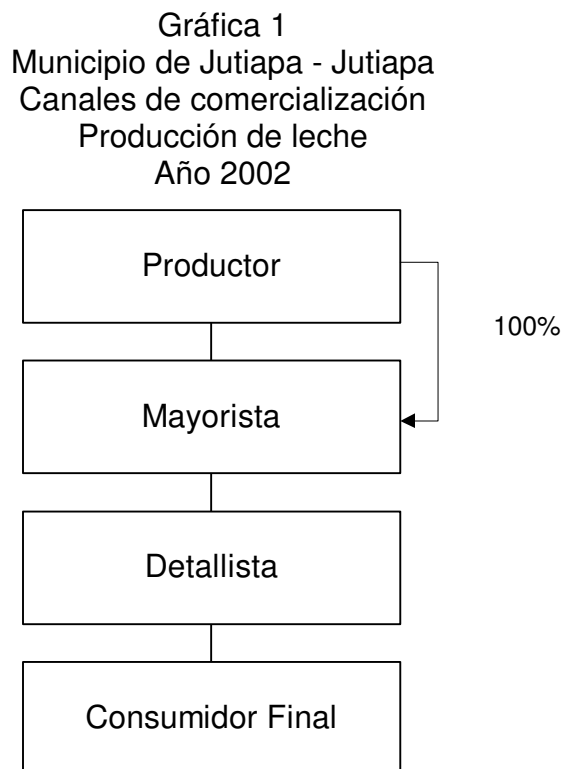 Gráfica 1
Municipio de Jutiapa - Jutiapa
Canales de comercialización
Producción de leche
Año 2002
Productor
100%
Mayorista
Detallista
Consumidor Final